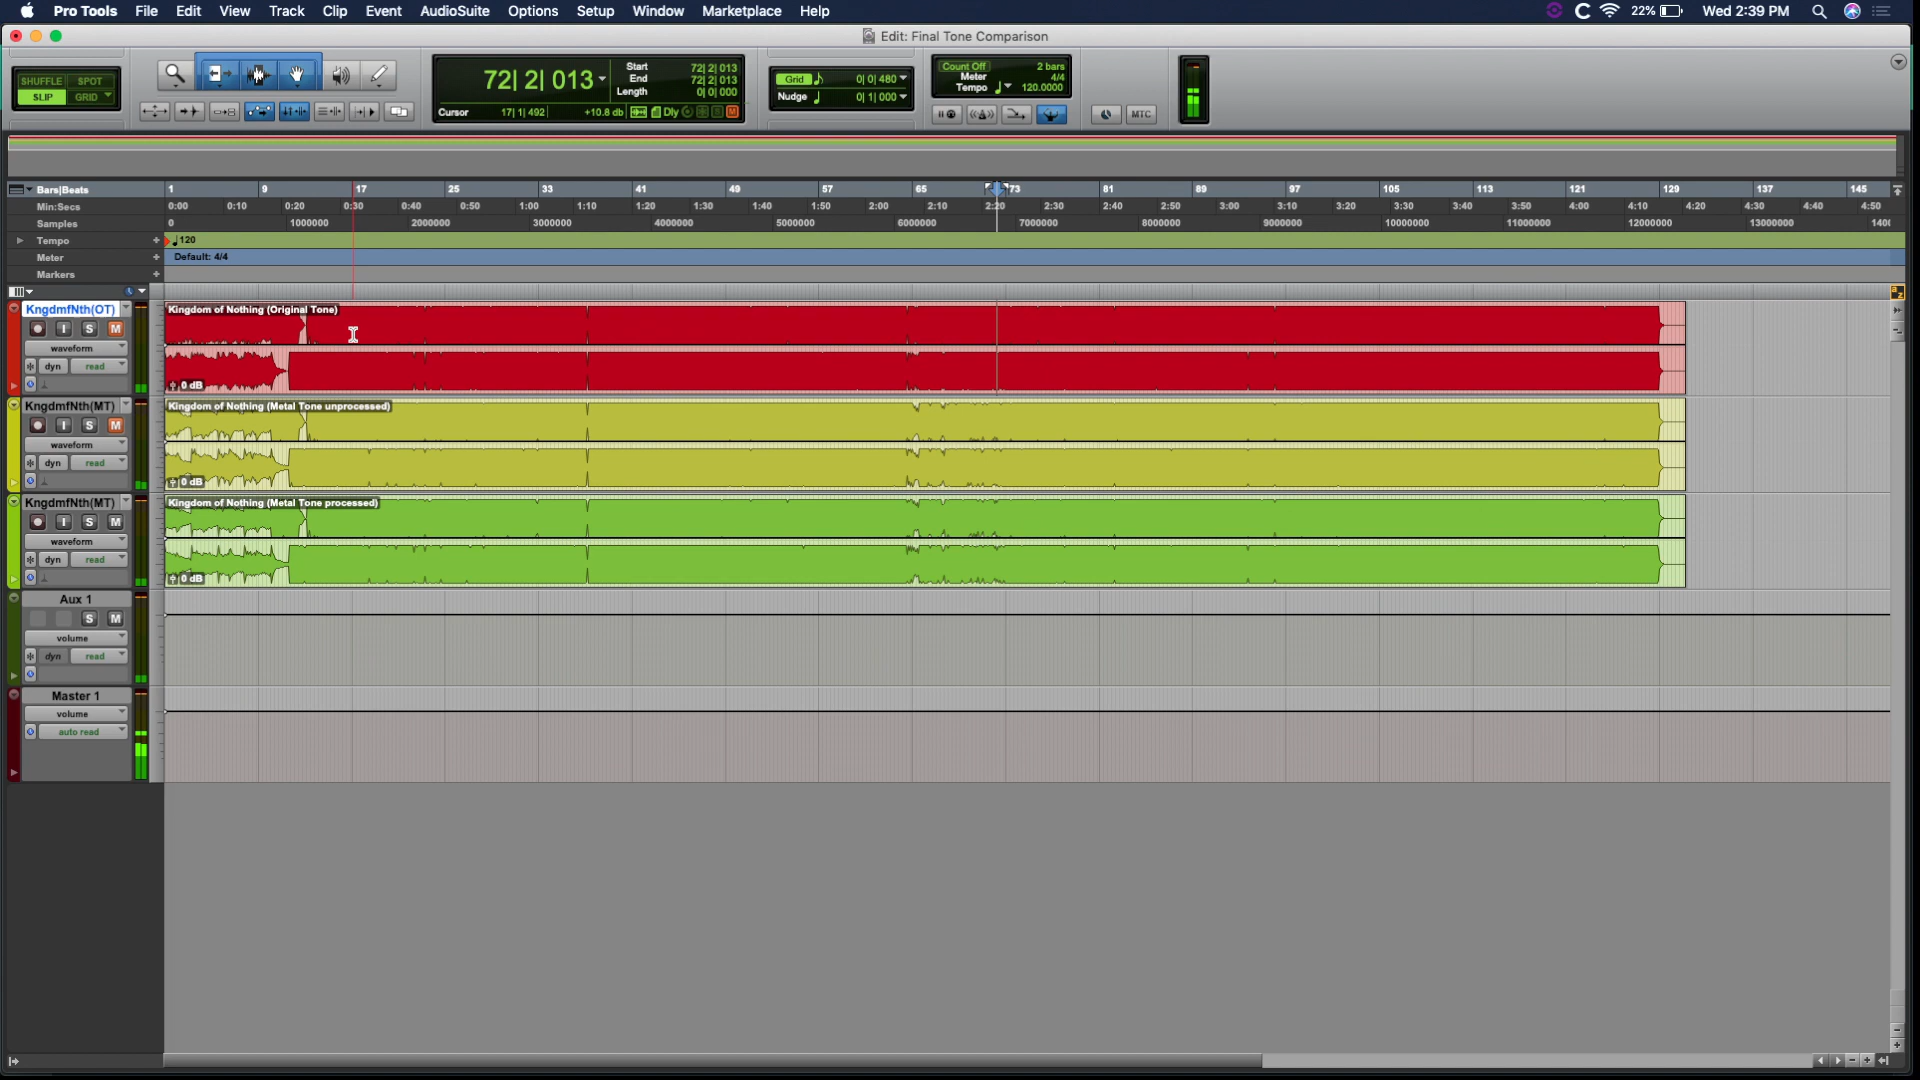 Pro Tools File Edit View Track Clip Event AudioSuite Options Setup Window Marketplace Help 22% Wed 2:39 PM
Edit: Final Tone Comparison
SHUFFLE SPOT
SLIP GRID
72| 2| 013
Start 72| 2| 013
End 72| 2| 013
Length 0| 0| 000
Cursor 17| 1| 492 +10.8 db Dly S M
Grid 0| 0| 480
Nudge 0| 1| 000
Count Off 2 bars
Meter 4/4
Tempo 120.0000
MTC
Bars|Beats 1 9 17 25 33 41 49 57 65 73 81 89 97 105 113 121 129 137 145
Min:Secs 0:00 0:10 0:20 0:30 0:40 0:50 1:00 1:10 1:20 1:30 1:40 1:50 2:00 2:10 2:20 2:30 2:40 2:50 3:00 3:10 3:20 3:30 3:40 3:50 4:00 4:10 4:20 4:30 4:40 4:50
Samples 0 1000000 2000000 3000000 4000000 5000000 6000000 7000000 8000000 9000000 10000000 11000000 12000000 13000000 1400
Tempo + 120
Meter + Default: 4/4
Markers +
a z
KngdmfNth(OT) Kingdom of Nothing (Original Tone)
I S M
waveform
dyn read
0 dB
KngdmfNth(MT) Kingdom of Nothing (Metal Tone unprocessed)
I S M
waveform
dyn read
0 dB
KngdmfNth(MT) Kingdom of Nothing (Metal Tone processed)
I S M
waveform
dyn read
0 dB
Aux 1
S M
volume
dyn read
Master 1
volume
auto read